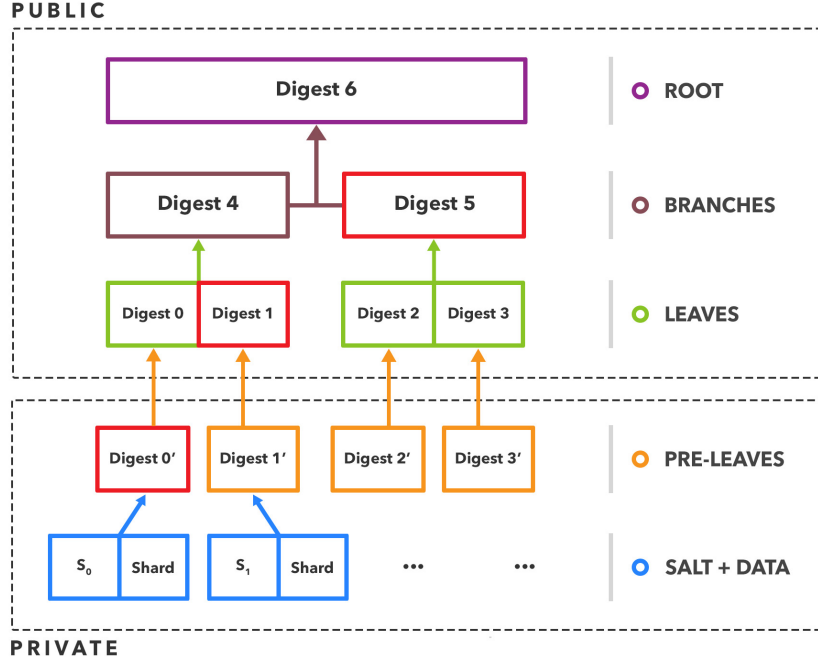 PUBLIC
Digest 6
ROOT
Digest 4
Digest 5
BRANCHES
Digest 0
Digest 1
Digest 2
Digest 3
LEAVES
Digest 0′
Digest 1′
Digest 2′
Digest 3′
PRE-LEAVES
S₀
Shard
S₁
Shard
...
...
SALT + DATA
PRIVATE